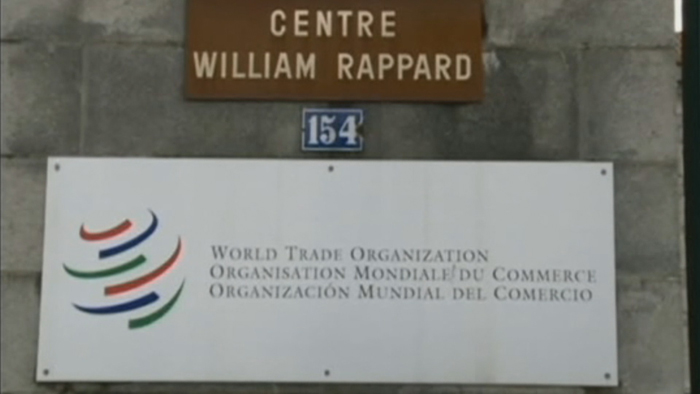 CENTRE
WILLIAM RAPPARD
154
WORLD TRADE ORGANIZATION
ORGANISATION MONDIALE DU COMMERCE
ORGANIZACIÓN MUNDIAL DEL COMERCIO